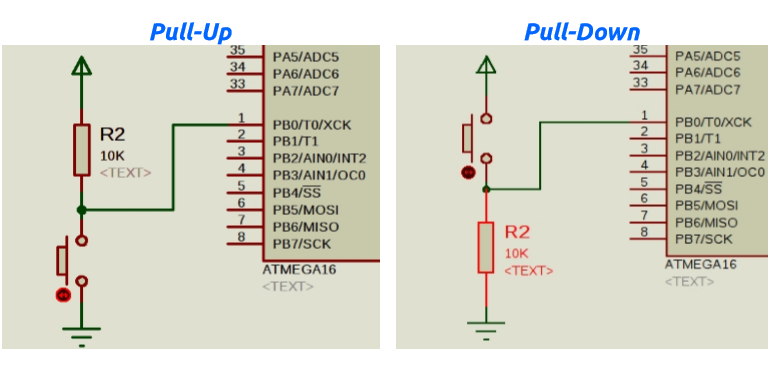 Pull-Up
35
PA5/ADC5
34
PA6/ADC6
33
PA7/ADC7
R2
10K
<TEXT>
1
PB0/T0/XCK
2
PB1/T1
3
PB2/AIN0/INT2
4
PB3/AIN1/OC0
5
PB4/SS
6
PB5/MOSI
7
PB6/MISO
8
PB7/SCK
ATMEGA16
<TEXT>
Pull-Down
35
PA5/ADC5
34
PA6/ADC6
33
PA7/ADC7
1
PB0/T0/XCK
2
PB1/T1
3
PB2/AIN0/INT2
4
PB3/AIN1/OC0
5
PB4/SS
6
PB5/MOSI
7
PB6/MISO
8
PB7/SCK
R2
10K
<TEXT>
ATMEGA16
<TEXT>